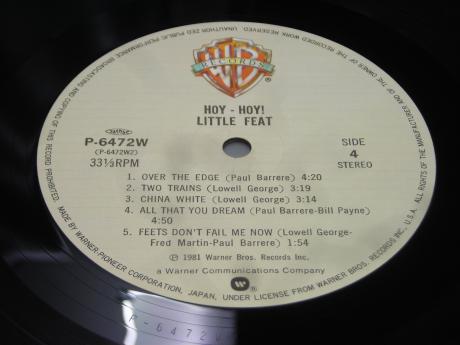 WB
RECORDS
HOY - HOY!
LITTLE FEAT
P-6472W
(P-6472W2)
33⅓RPM
SIDE
4
STEREO
1. OVER THE EDGE (Paul Barrere) 4:20
2. TWO TRAINS (Lowell George) 3:19
3. CHINA WHITE (Lowell George) 3:14
4. ALL THAT YOU DREAM (Paul Barrere-Bill Payne)
4:50
5. FEETS DON'T FAIL ME NOW (Lowell George-
Fred Martin-Paul Barrere) 1:54
Ⓟ 1981 Warner Bros. Records Inc.
a Warner Communications Company
MADE BY WARNER-PIONEER CORPORATION, JAPAN, UNDER LICENSE FROM WARNER BROS. RECORDS INC., U.S.A. ALL RIGHTS OF THE MANUFACTURER AND OF THE OWNER OF THE RECORDED WORK RESERVED. UNAUTHORIZED PUBLIC PERFORMANCE BROADCASTING AND COPYING OF THIS RECORD PROHIBITED.
P-6472W